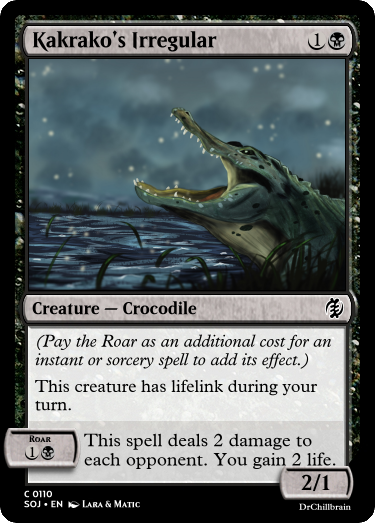 Kakrako's Irregular 1
Creature — Crocodile
(Pay the Roar as an additional cost for an
instant or sorcery spell to add its effect.)
This creature has lifelink during your
turn.
Roar
1
This spell deals 2 damage to
each opponent. You gain 2 life.
2/1
C 0110
SOJ • EN Lara & Matic
DrChillbrain